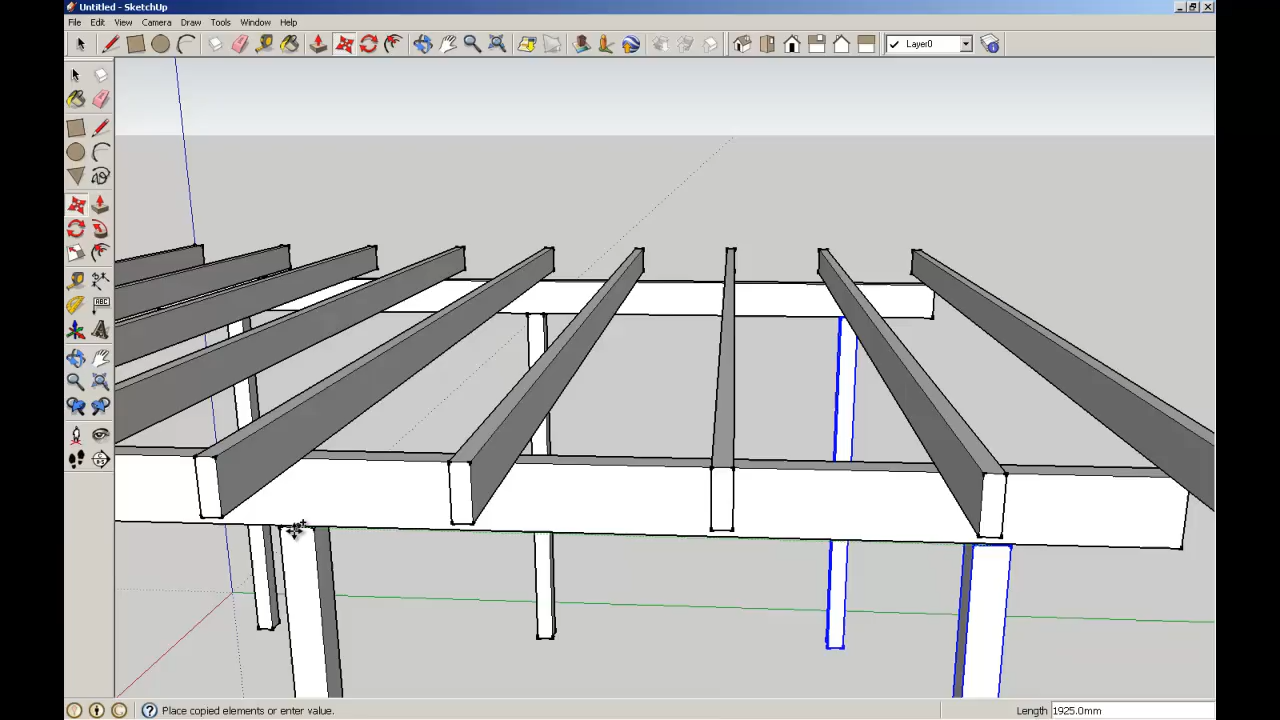 Untitled - SketchUp
File Edit View Camera Draw Tools Window Help
Layer0
ABC
Place copied elements or enter value.
Length 1925.0mm